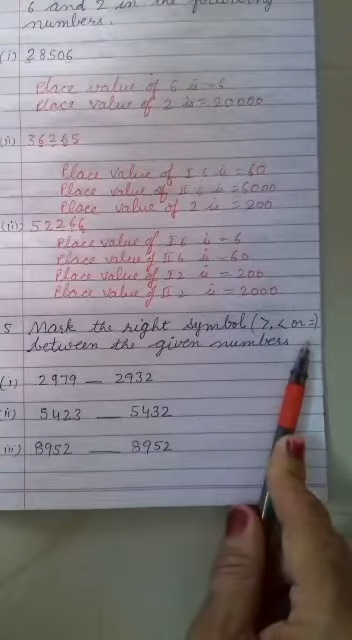 6 and 2 in the following
numbers.
(i) 28506
Place value of 6 is = 6
Place value of 2 is = 20000
(ii) 36265
Place value of I 6 is = 60
Place value of II 6 is = 6000
Place value of 2 is = 200
(iii) 52266
Place value of I 6 is = 6
Place value of II 6 is = 60
Place value of I 2 is = 200
Place value of II 2 is = 2000
5 Mark the right symbol (>, < or =)
between the given numbers
(i) 2979 — 2932
(ii) 5423 — 5432
(iii) 8952 — 8952